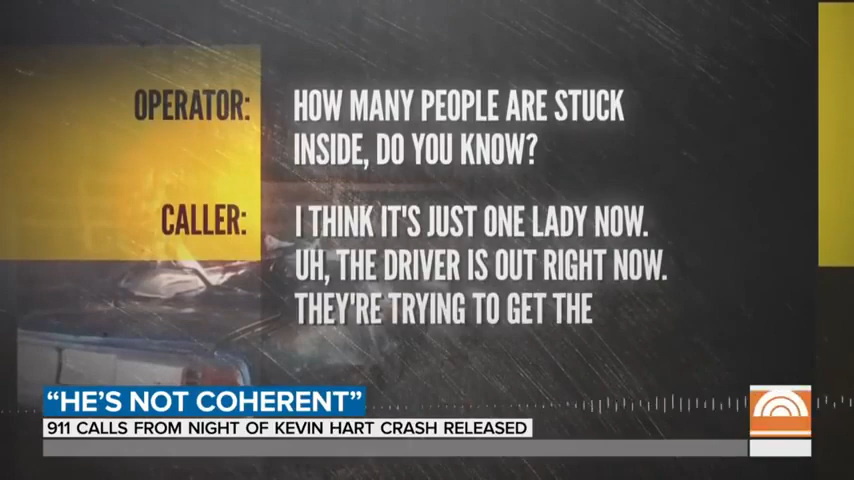 OPERATOR: HOW MANY PEOPLE ARE STUCK
INSIDE, DO YOU KNOW?
CALLER: I THINK IT'S JUST ONE LADY NOW.
UH, THE DRIVER IS OUT RIGHT NOW.
THEY'RE TRYING TO GET THE
“HE'S NOT COHERENT”
911 CALLS FROM NIGHT OF KEVIN HART CRASH RELEASED